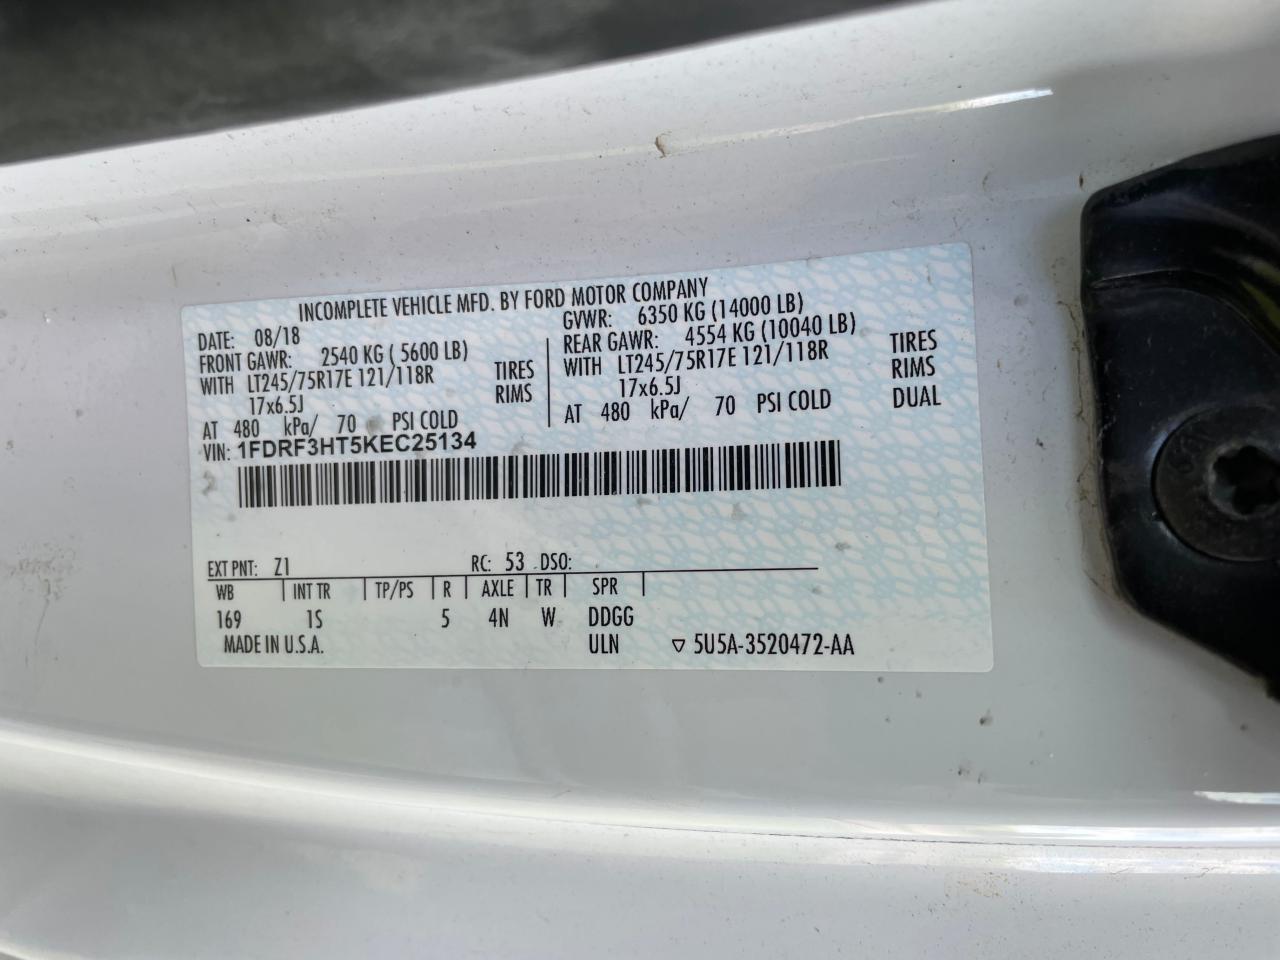 INCOMPLETE VEHICLE MFD. BY FORD MOTOR COMPANY
DATE: 08/18
FRONT GAWR: 2540 KG ( 5600 LB)
WITH LT245/75R17E 121/118R TIRES
17x6.5J RIMS
AT 480 kPa/ 70 PSI COLD
GVWR: 6350 KG (14000 LB)
REAR GAWR: 4554 KG (10040 LB)
WITH LT245/75R17E 121/118R TIRES
17x6.5J RIMS
AT 480 kPa/ 70 PSI COLD DUAL
VIN: 1FDRF3HT5KEC25134
EXT PNT: Z1 RC: 53 DSO:
WB INT TR TP/PS R AXLE TR SPR
169 1S 5 4N W DDGG
MADE IN U.S.A. ULN ▽ 5U5A-3520472-AA